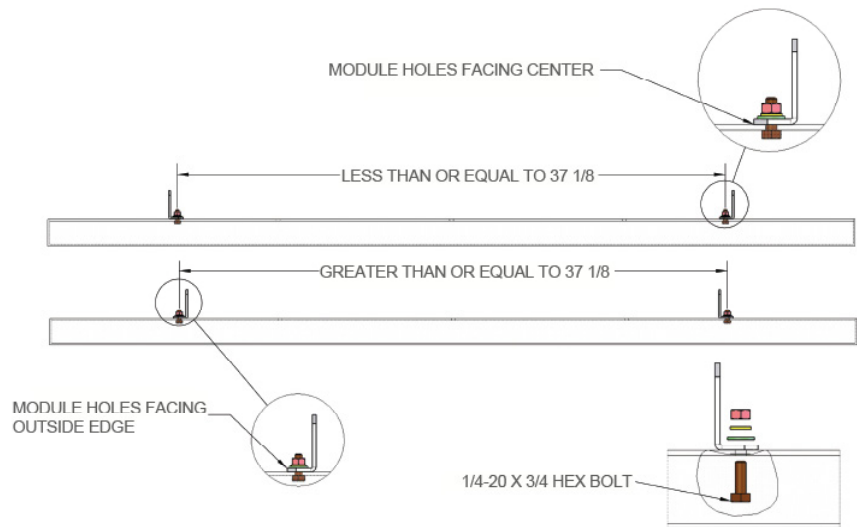 MODULE HOLES FACING CENTER
LESS THAN OR EQUAL TO 37 1/8
GREATER THAN OR EQUAL TO 37 1/8
MODULE HOLES FACING
OUTSIDE EDGE
1/4-20 X 3/4 HEX BOLT